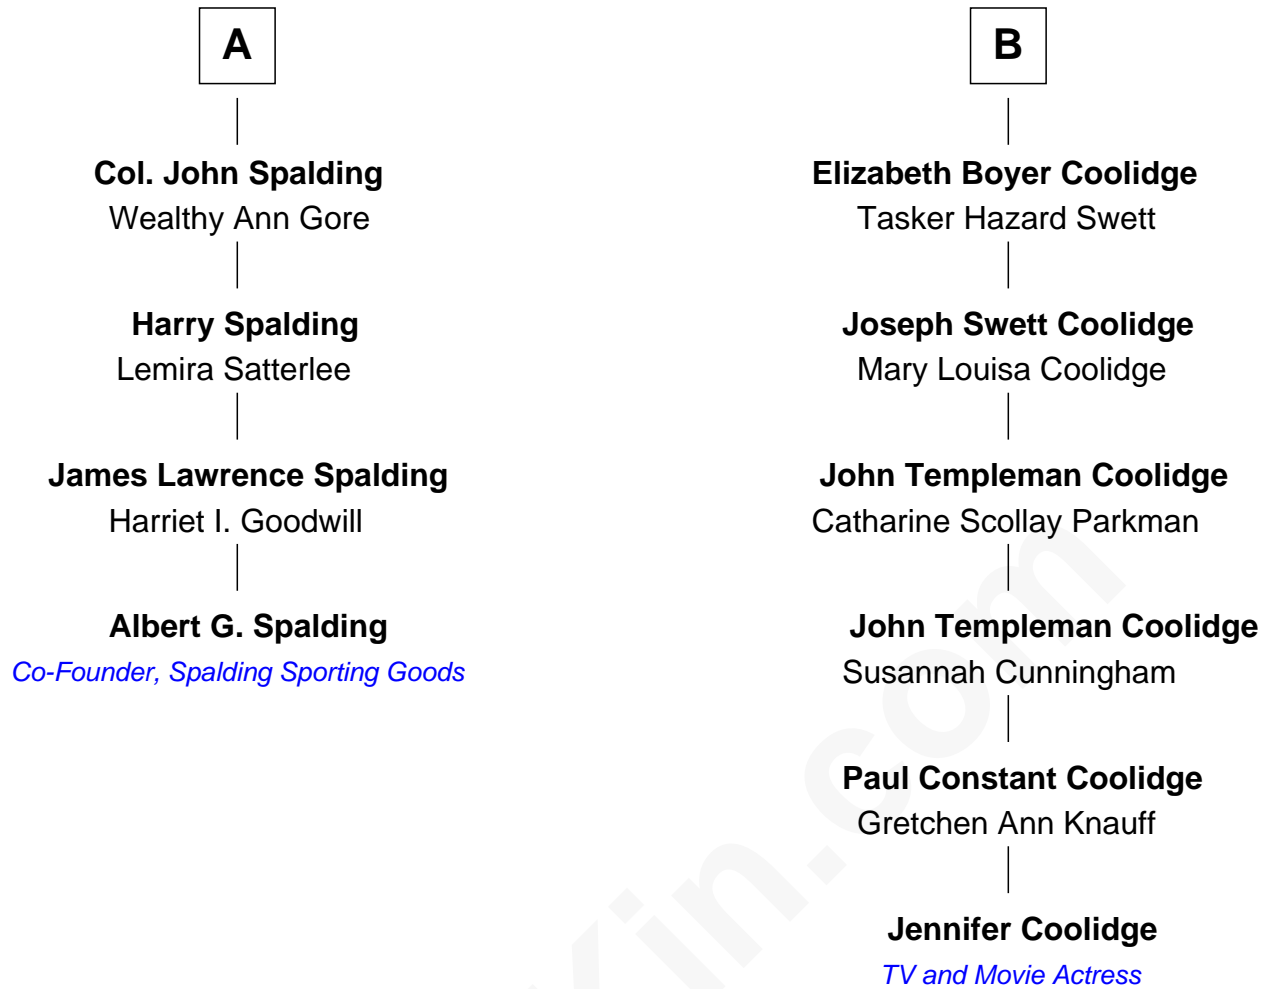 A
Col. John Spalding
Wealthy Ann Gore
Harry Spalding
Lemira Satterlee
James Lawrence Spalding
Harriet I. Goodwill
Albert G. Spalding
Co-Founder, Spalding Sporting Goods
B
Elizabeth Boyer Coolidge
Tasker Hazard Swett
Joseph Swett Coolidge
Mary Louisa Coolidge
John Templeman Coolidge
Catharine Scollay Parkman
John Templeman Coolidge
Susannah Cunningham
Paul Constant Coolidge
Gretchen Ann Knauff
Jennifer Coolidge
TV and Movie Actress
Kin.com